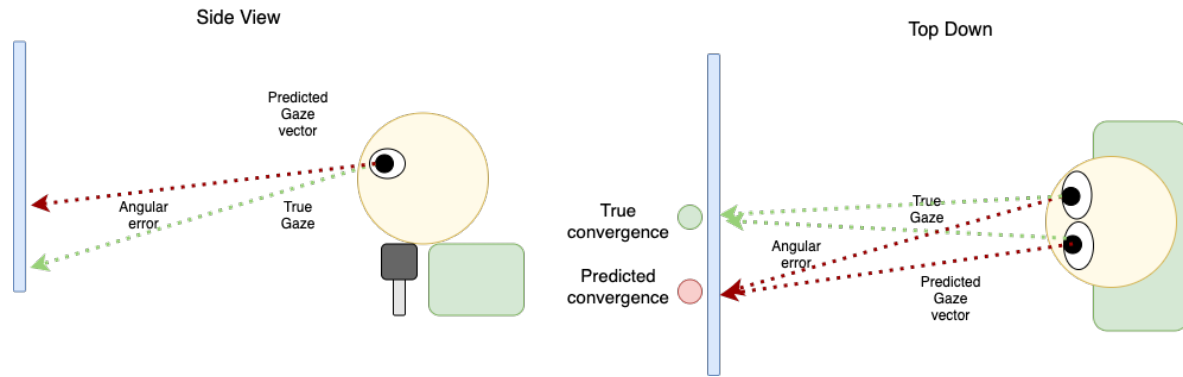 Side View
Predicted
Gaze
vector
Angular
error
True
Gaze
Top Down
True
convergence
Predicted
convergence
True
Gaze
Angular
error
Predicted
Gaze
vector